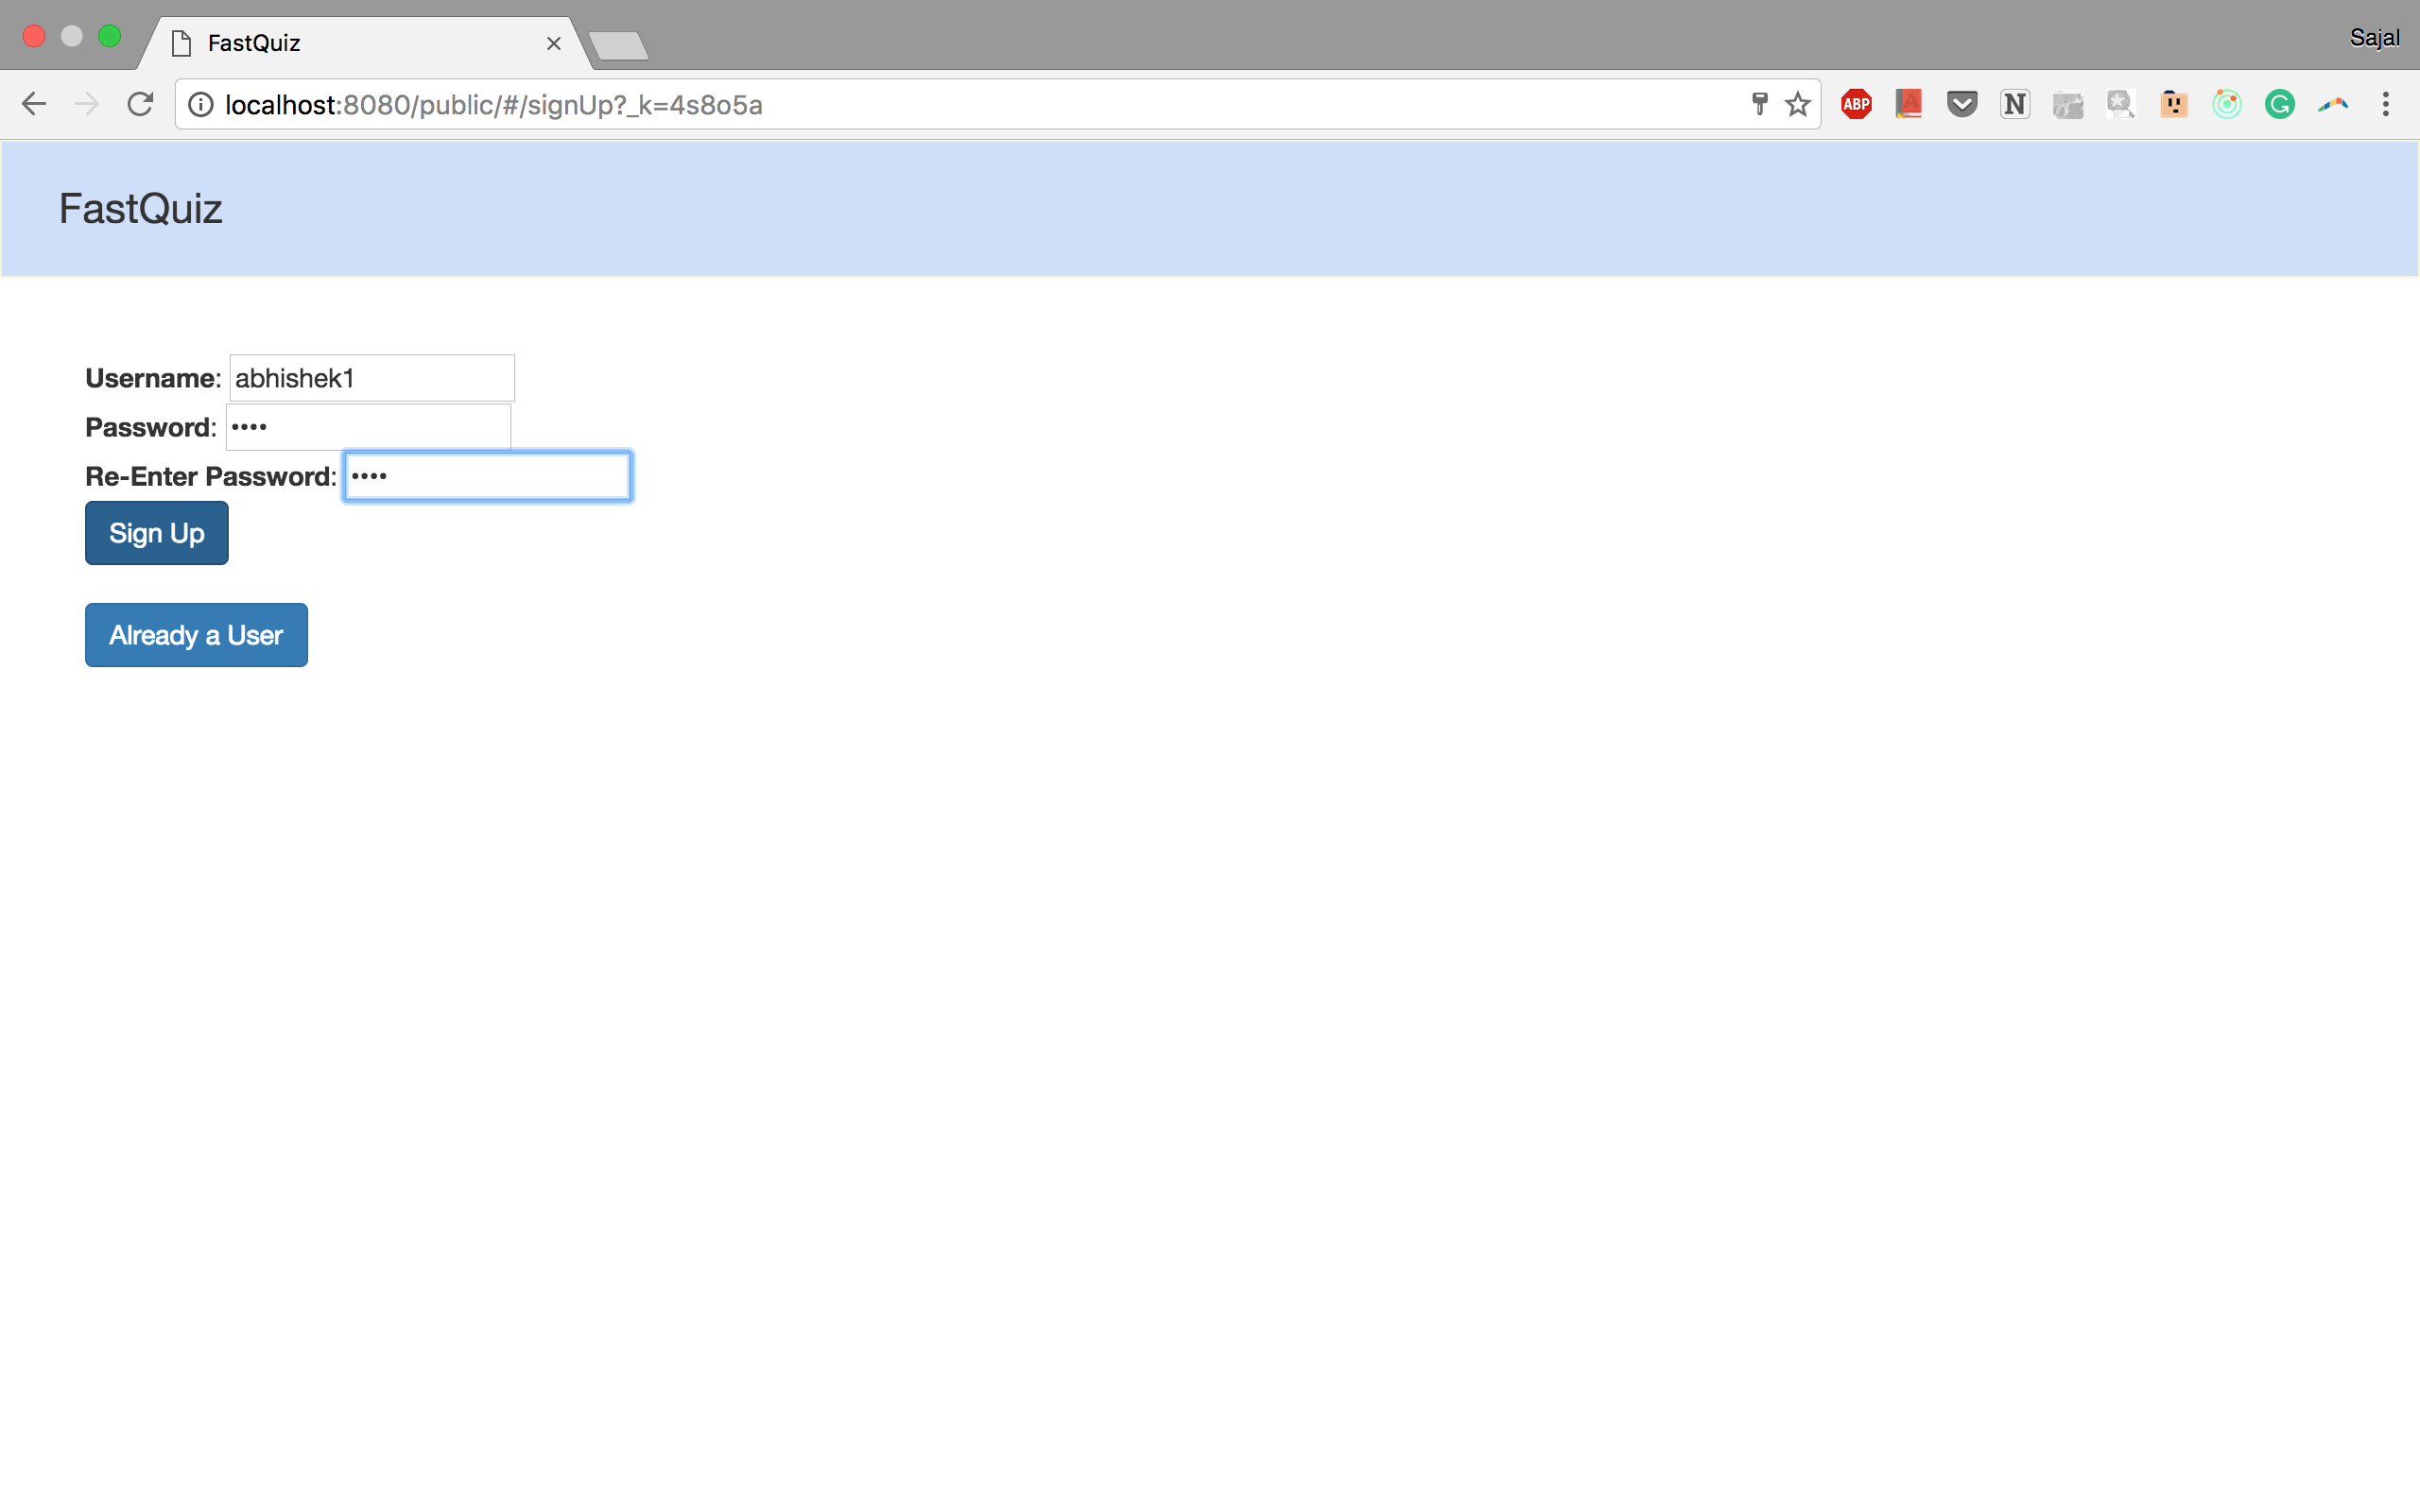 FastQuiz
Sajal
localhost:8080/public/#/signUp?_k=4s8o5a
ABP
A
N
G
FastQuiz
Username: abhishek1
Password: ••••
Re-Enter Password: ••••
Sign Up
Already a User